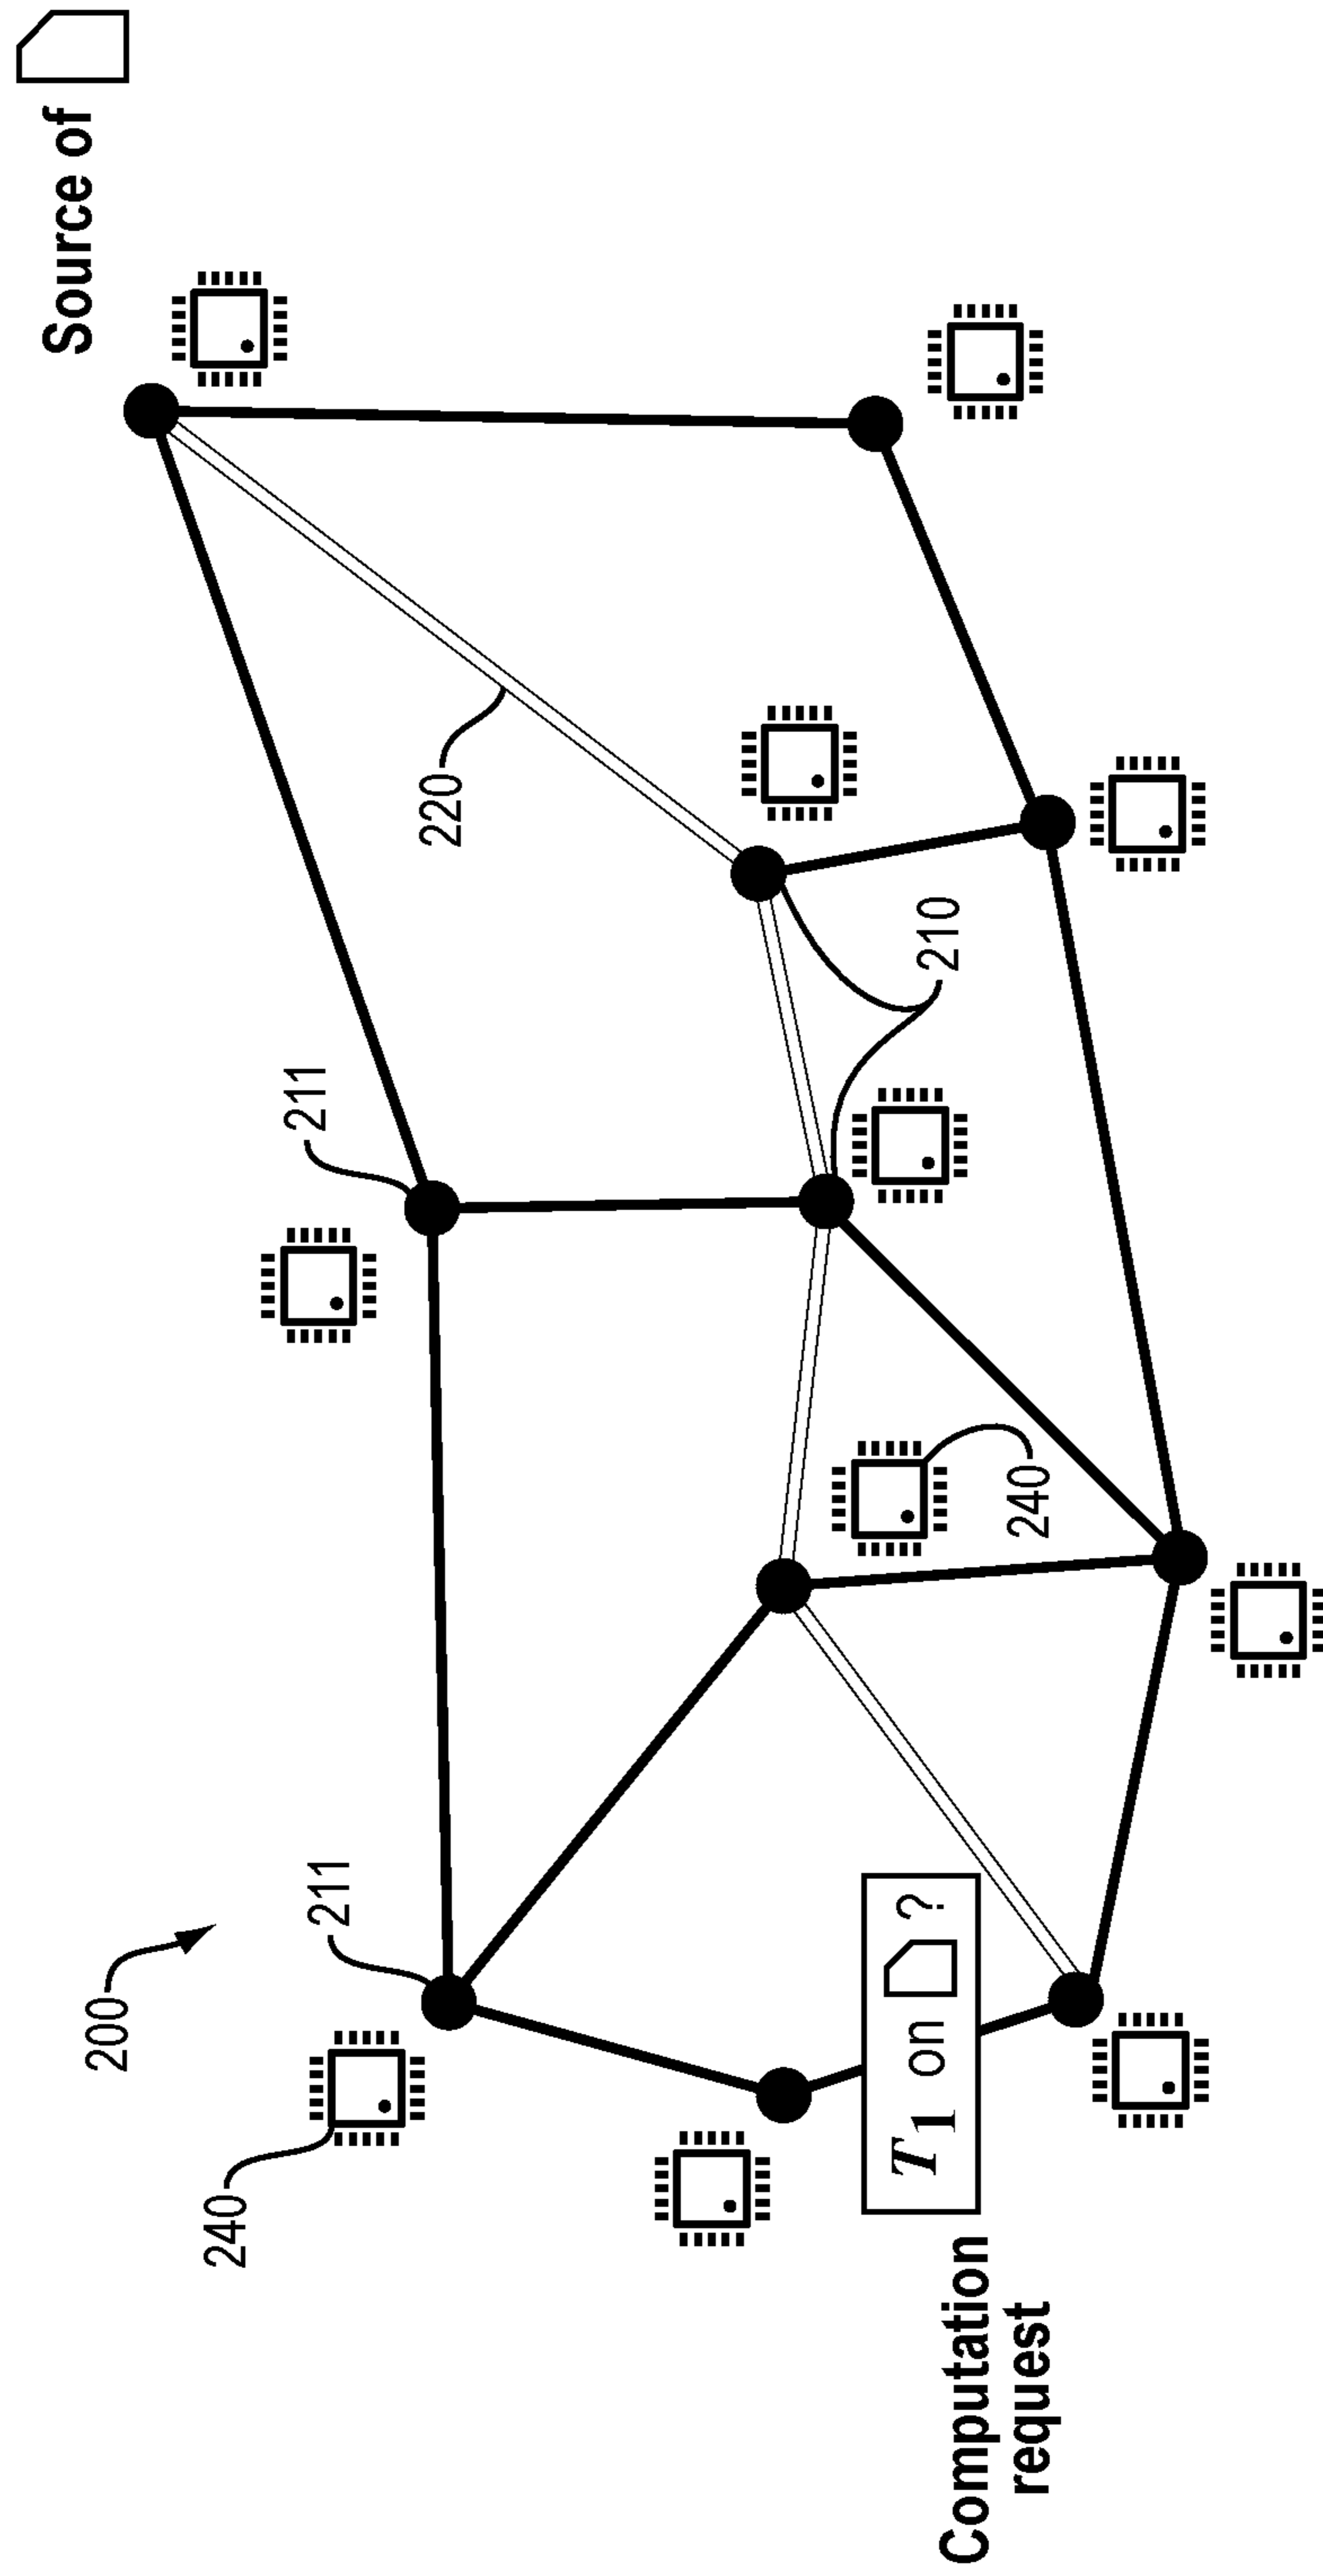 Source of
200
211
211
220
240
210
240
T1 on ?
Computation
request